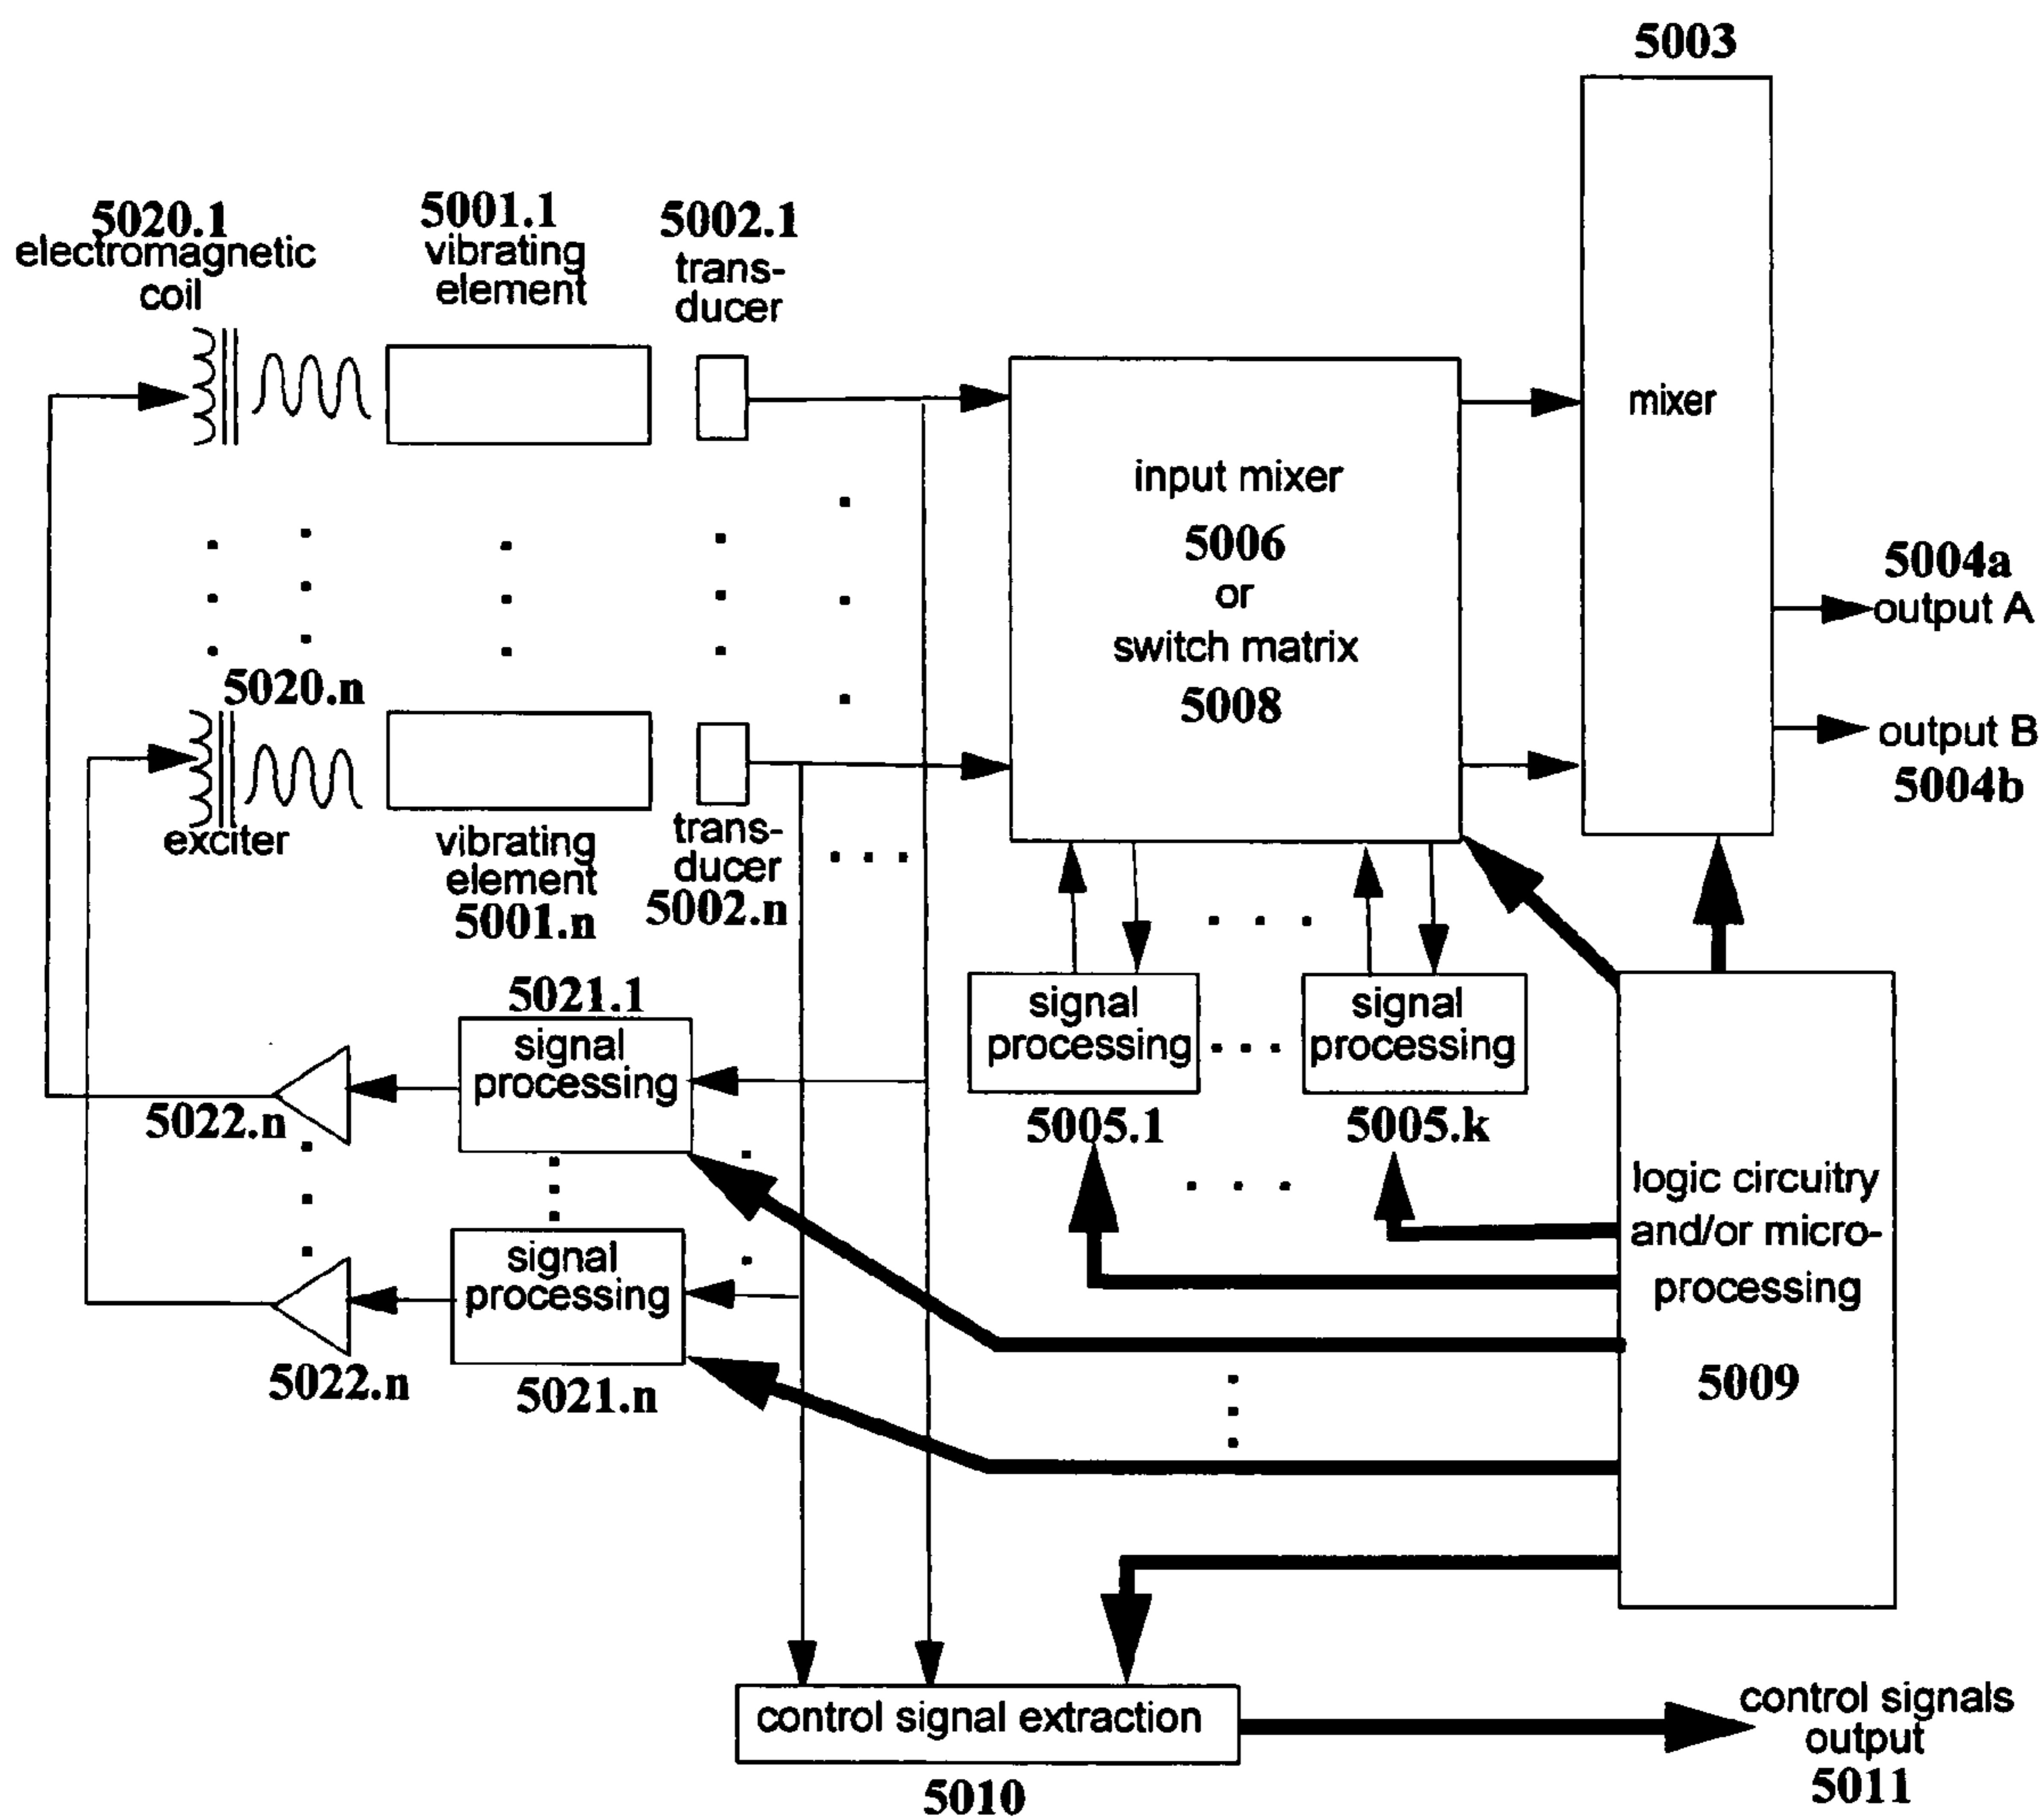 5003
5020.1
electromagnetic
coil
5001.1
vibrating
element
5002.1
trans-
ducer
mixer
input mixer
5006
or
switch matrix
5008
5004a
output A
output B
5004b
5020.n
exciter
vibrating
element
5001.n
trans-
ducer
5002.n
5021.1
signal
processing
5022.n
signal
processing
5022.n
5021.n
signal
processing
5005.1
signal
processing
5005.k
logic circuitry
and/or micro-
processing
5009
control signal extraction
5010
control signals
output
5011